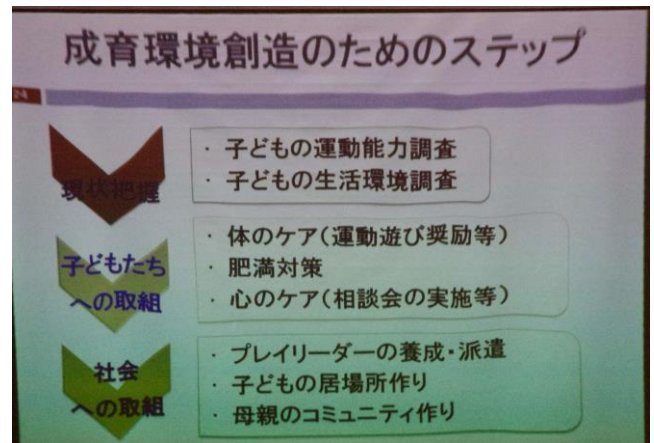 成育環境創造のためのステップ
24
現状把握
・ 子どもの運動能力調査
・ 子どもの生活環境調査
子どもたち
への取組
・ 体のケア(運動遊び奨励等)
・ 肥満対策
・ 心のケア(相談会の実施等)
社会
への取組
・ プレイリーダーの養成・派遣
・ 子どもの居場所作り
・ 母親のコミュニティ作り